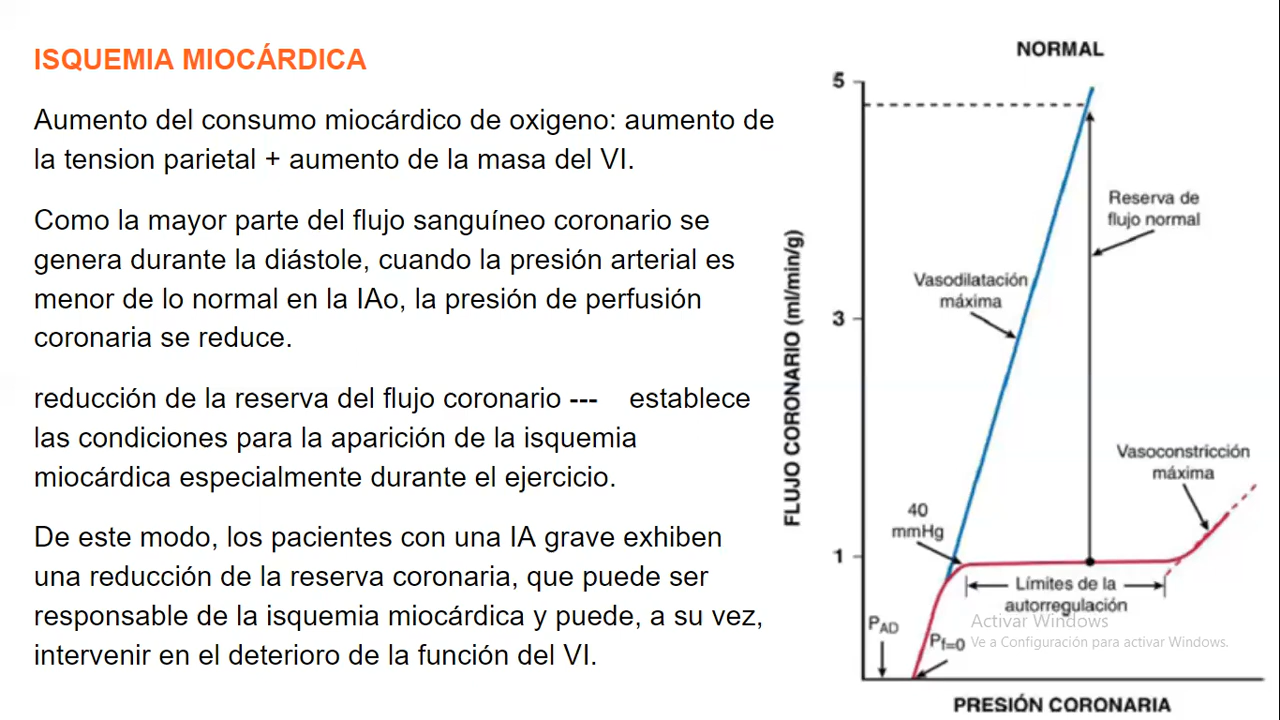 ISQUEMIA MIOCÁRDICA
Aumento del consumo miocárdico de oxigeno: aumento de
la tension parietal + aumento de la masa del VI.
Como la mayor parte del flujo sanguíneo coronario se
genera durante la diástole, cuando la presión arterial es
menor de lo normal en la IAo, la presión de perfusión
coronaria se reduce.
reducción de la reserva del flujo coronario --- establece
las condiciones para la aparición de la isquemia
miocárdica especialmente durante el ejercicio.
De este modo, los pacientes con una IA grave exhiben
una reducción de la reserva coronaria, que puede ser
responsable de la isquemia miocárdica y puede, a su vez,
intervenir en el deterioro de la función del VI.
NORMAL
5
3
1
FLUJO CORONARIO (ml/min/g)
Reserva de
flujo normal
Vasodilatación
máxima
Vasoconstricción
máxima
40
mmHg
Límites de la
autorregulación
PAD
Pf=0
Activar Windows
Ve a Configuración para activar Windows.
PRESIÓN CORONARIA